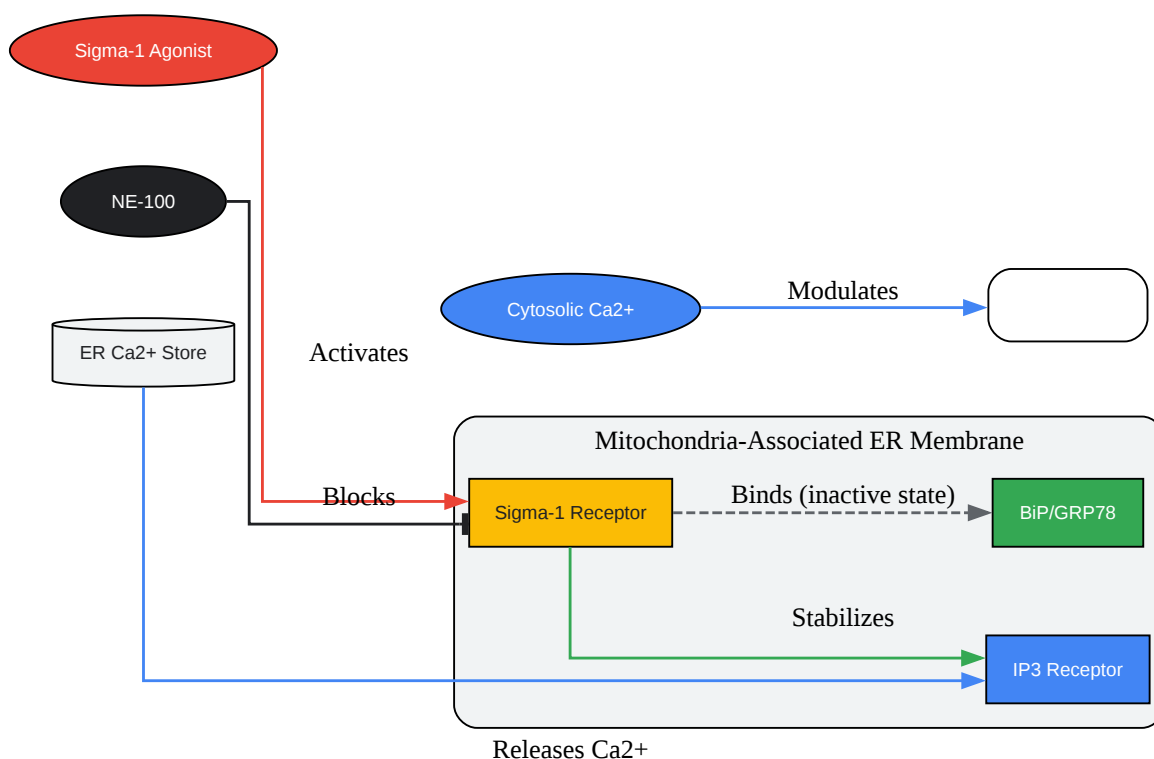 Sigma-1 Agonist
NE-100
Cytosolic Ca2+
Modulates
ER Ca2+ Store
Activates
Mitochondria-Associated ER Membrane
Blocks
Sigma-1 Receptor
Binds (inactive state)
BiP/GRP78
Stabilizes
IP3 Receptor
Releases Ca2+